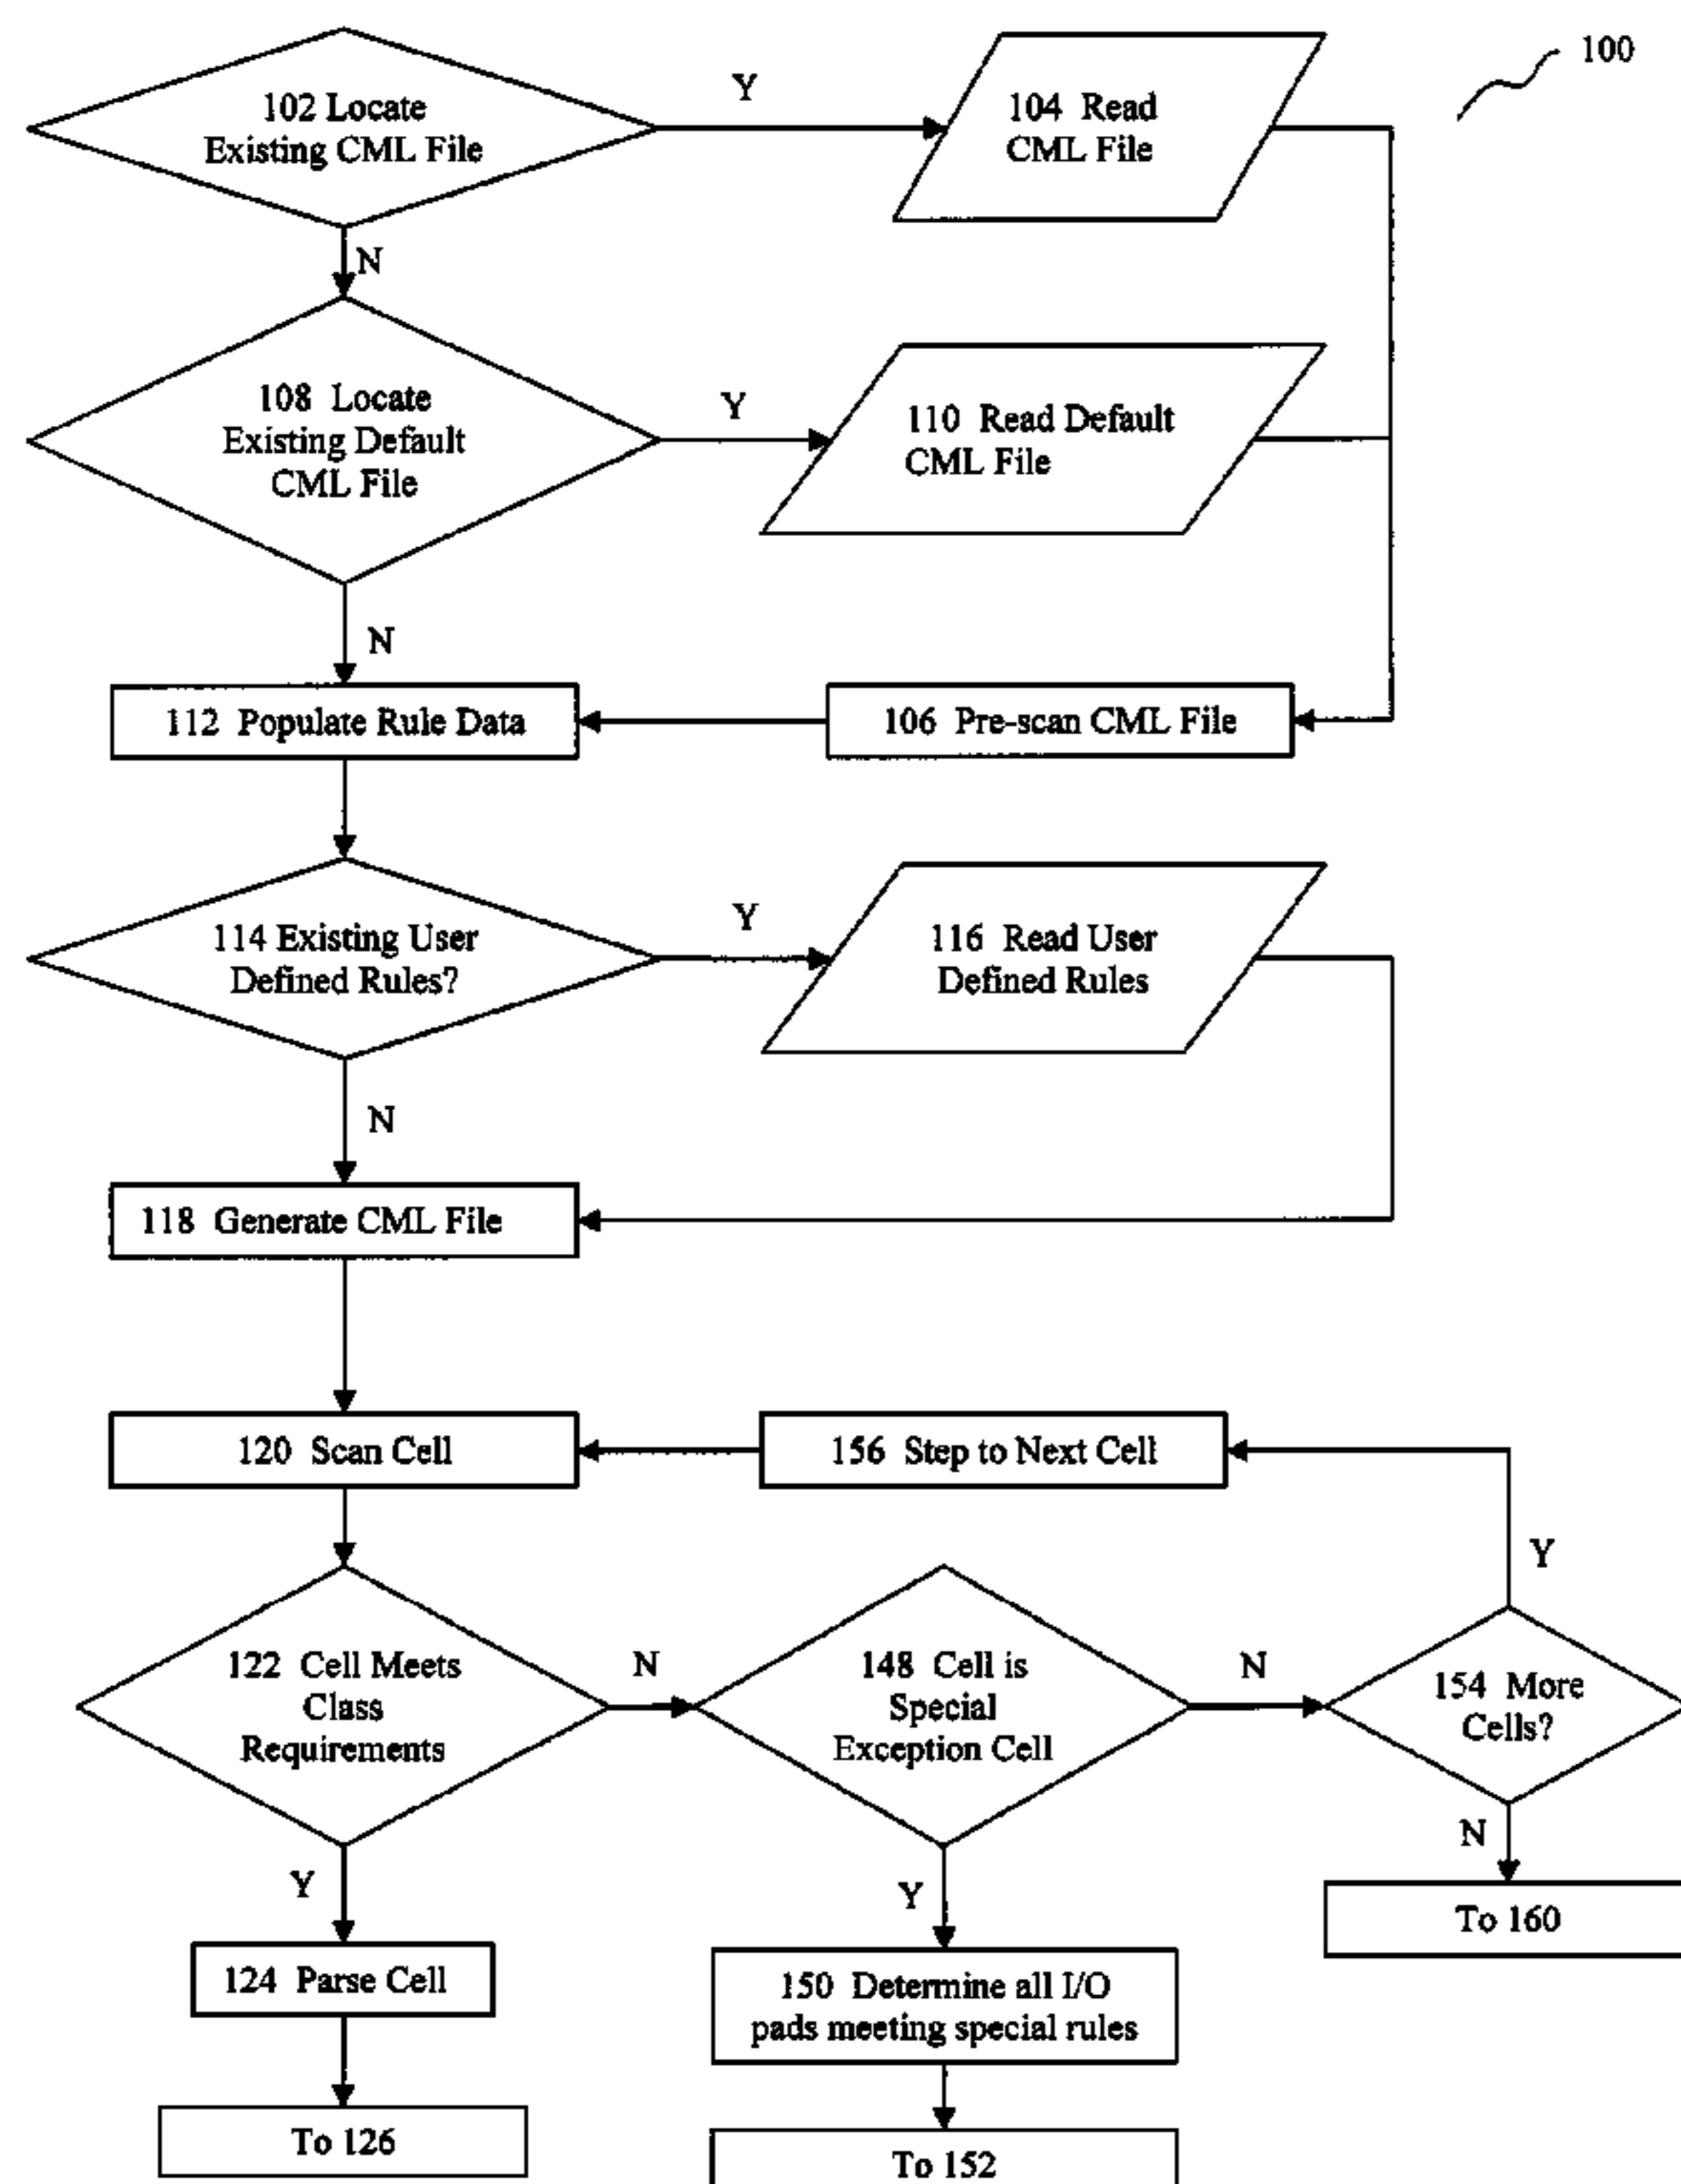 100
102 Locate
Existing CML File
Y
104 Read
CML File
N
108 Locate
Existing Default
CML File
Y
110 Read Default
CML File
N
112 Populate Rule Data
106 Pre-scan CML File
114 Existing User
Defined Rules?
Y
116 Read User
Defined Rules
N
118 Generate CML File
120 Scan Cell
156 Step to Next Cell
Y
122 Cell Meets
Class
Requirements
N
148 Cell is
Special
Exception Cell
N
154 More
Cells?
N
Y
Y
To 160
124 Parse Cell
150 Determine all I/O
pads meeting special rules
To 126
To 152